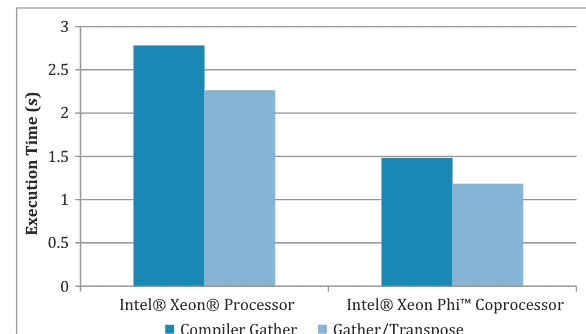 3
2.5
2
1.5
1
0.5
0
Execution Time (s)
Intel® Xeon® Processor Intel® Xeon Phi™ Coprocessor
Compiler Gather Gather/Transpose